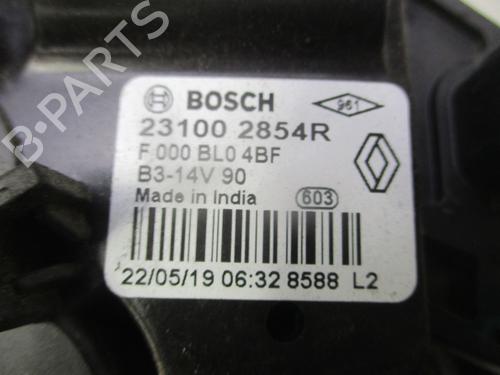 BOSCH
961
23100 2854R
F 000 BL0 4BF
B3-14V 90
Made in India 603
22/05/19 06:32 8588 L2
B-PARTS